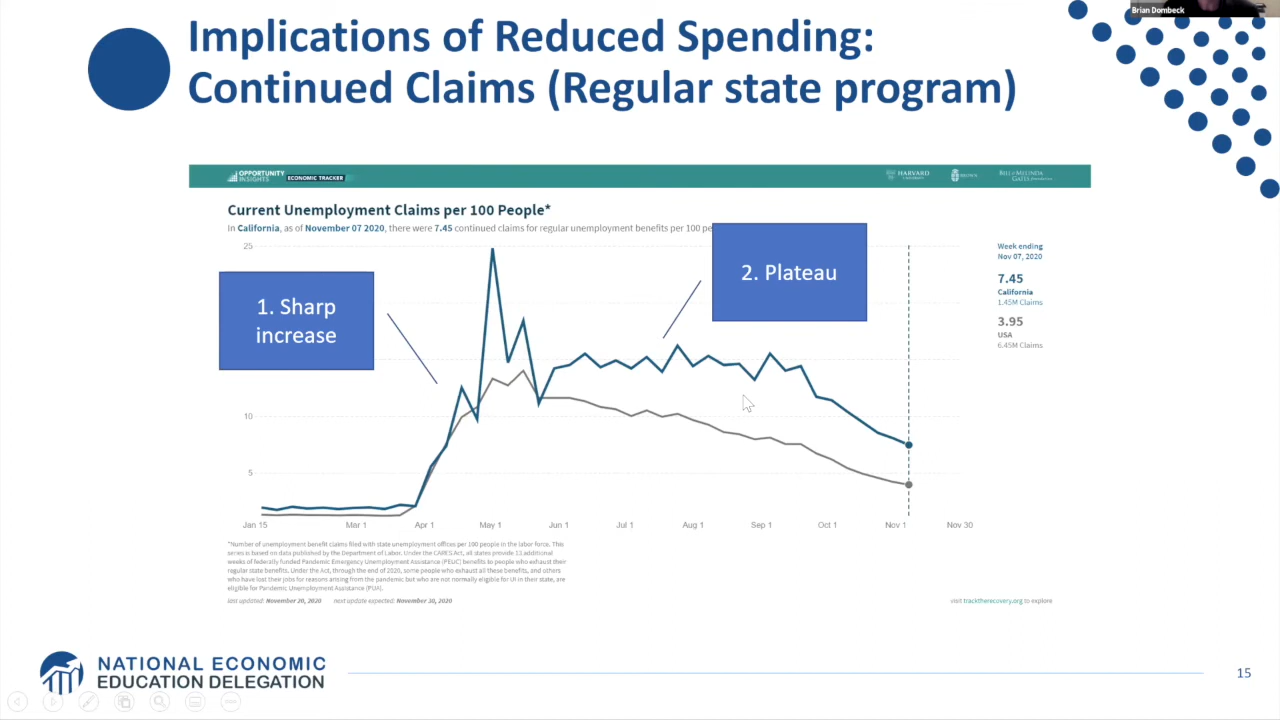 Brian Dombeck
Implications of Reduced Spending:
Continued Claims (Regular state program)
OPPORTUNITY
INSIGHTS
ECONOMIC TRACKER
HARVARD
UNIVERSITY
BROWN
BILL & MELINDA
GATES foundation
Current Unemployment Claims per 100 People*
In California, as of November 07 2020, there were 7.45 continued claims for regular unemployment benefits per 100 pe
25
10
5
1. Sharp
increase
2. Plateau
Week ending
Nov 07, 2020
7.45
California
1.45M Claims
3.95
USA
6.45M Claims
Jan 15
Mar 1
Apr 1
May 1
Jun 1
Jul 1
Aug 1
Sep 1
Oct 1
Nov 1
Nov 30
*Number of unemployment benefit claims filed with state unemployment offices per 100 people in the labor force. This
series is based on data published by the Department of Labor. Under the CARES Act, all states provide 13 additional
weeks of federally funded Pandemic Emergency Unemployment Assistance (PEUC) benefits to people who exhaust their
regular state benefits. Under the Act, through the end of 2020, some people who exhaust all these benefits, and others
who have lost their jobs for reasons arising from the pandemic but who are not normally eligible for UI in their state, are
eligible for Pandemic Unemployment Assistance (PUA).
last updated: November 20, 2020 next update expected: November 30, 2020
visit tracktherecovery.org to explore
NATIONAL ECONOMIC
EDUCATION DELEGATION
15